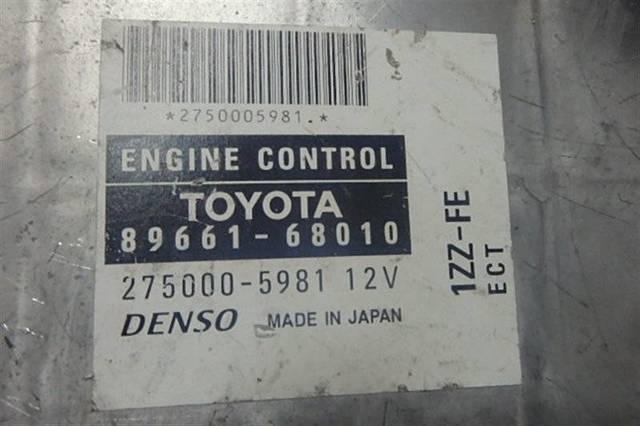 *2750005981.*
ENGINE CONTROL
TOYOTA
89661-68010
275000-5981 12V
DENSO MADE IN JAPAN
1ZZ-FE
ECT